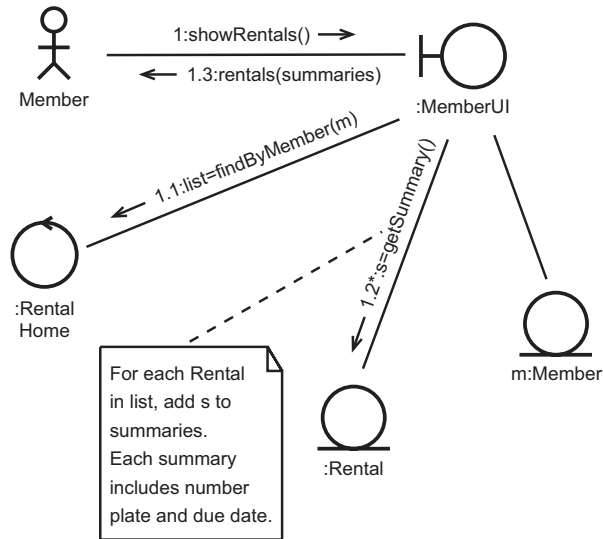 1:showRentals()
1.3:rentals(summaries)
Member
:MemberUI
1.1:list=findByMember(m)
1.2*:s=getSummary()
:Rental
Home
m:Member
For each Rental
in list, add s to
summaries.
Each summary
includes number
plate and due date.
:Rental